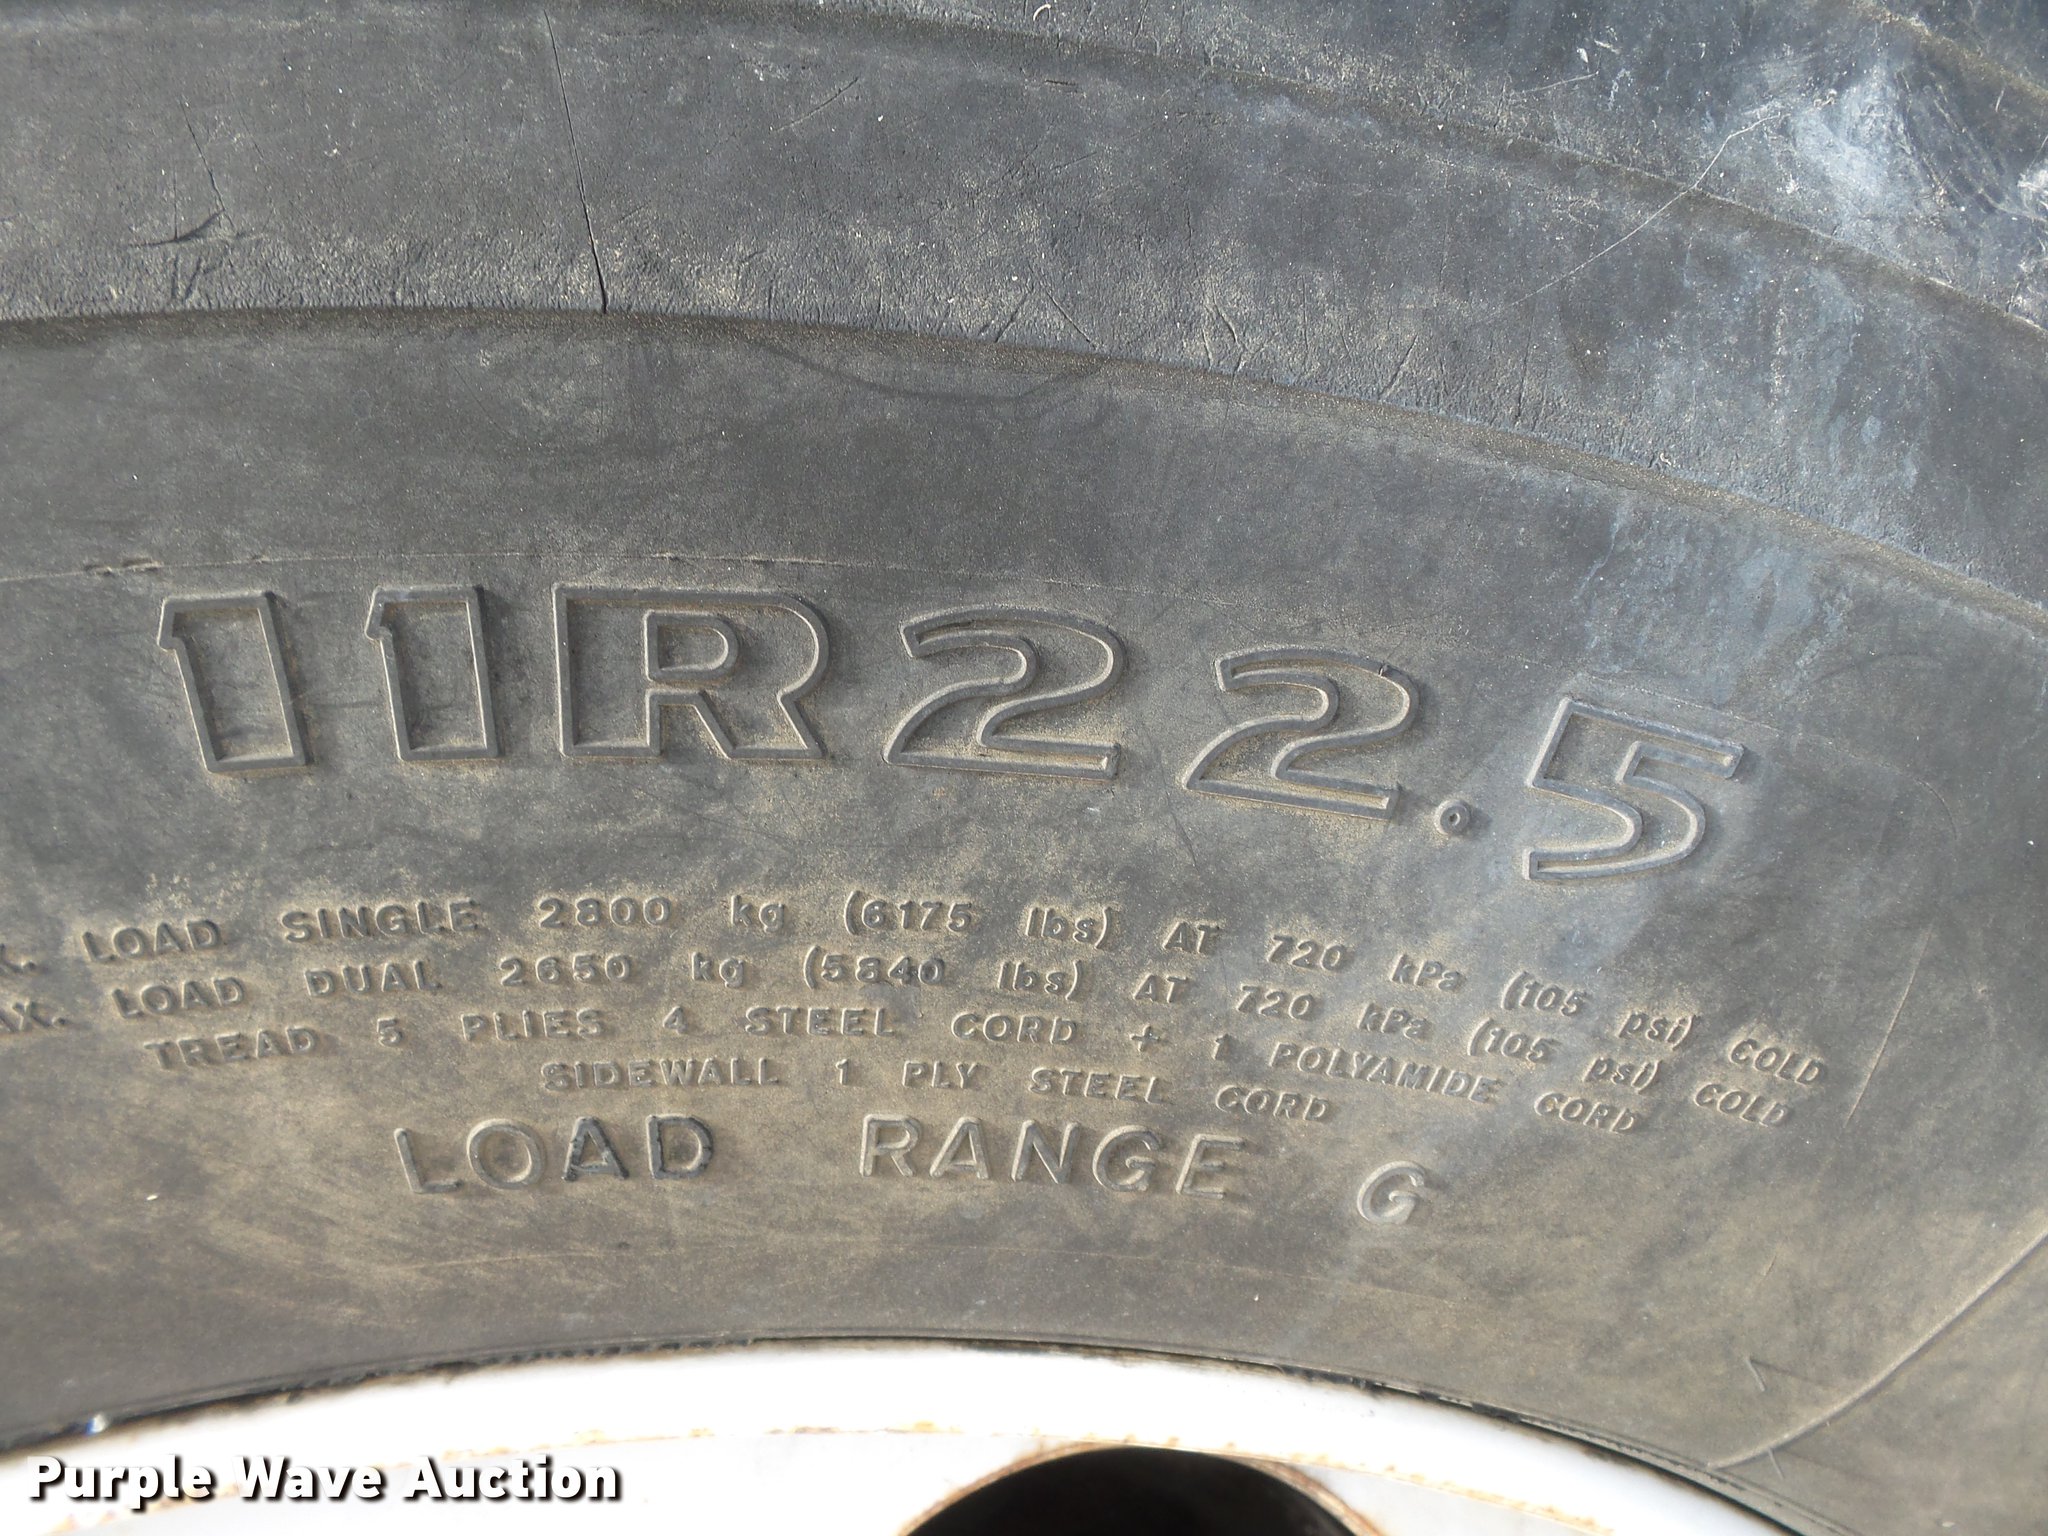 11R22.5
LOAD SINGLE 2800 kg (6175 lbs) AT 720 kPa (105 psi) COLD
LOAD DUAL 2650 kg (5840 lbs) AT 720 kPa (105 psi) COLD
TREAD 5 PLIES 4 STEEL CORD + 1 POLYAMIDE CORD
SIDEWALL 1 PLY STEEL CORD
LOAD RANGE G
Purple Wave Auction